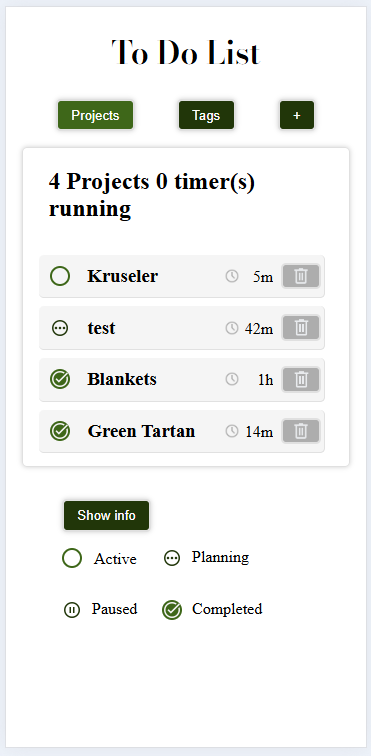 To Do List
Projects Tags +
4 Projects 0 timer(s)
running
Kruseler 5m
test 42m
Blankets 1h
Green Tartan 14m
Show info
Active Planning
Paused Completed